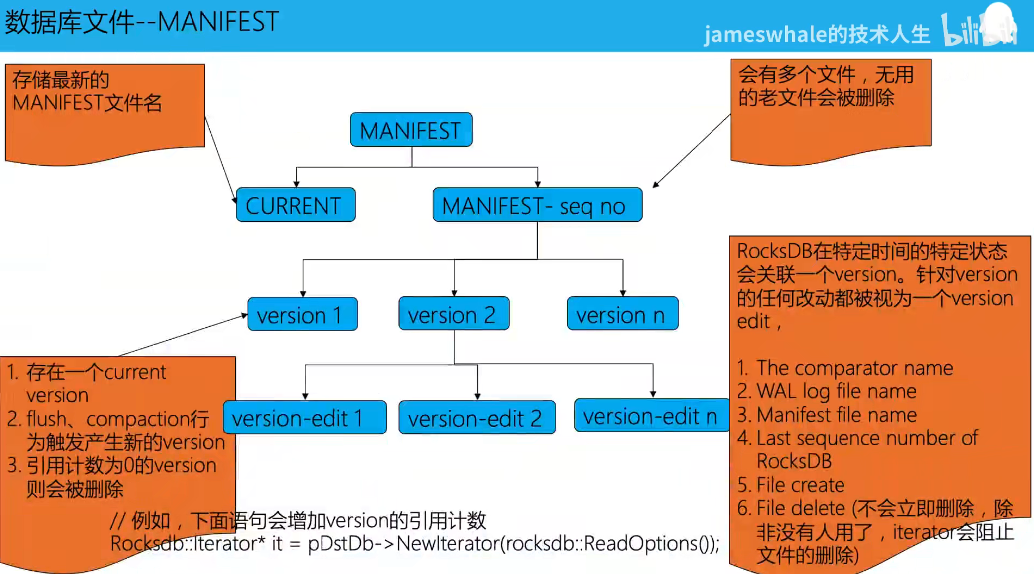 数据库文件--MANIFEST
jameswhale的技术人生
bilibili
存储最新的
MANIFEST文件名
会有多个文件，无用
的老文件会被删除
MANIFEST
CURRENT
MANIFEST- seq no
RocksDB在特定时间的特定状态
会关联一个version。针对version
的任何改动都被视为一个version
edit，
version 1
version 2
version n
1. 存在一个current
version
2. flush、compaction行
为触发产生新的version
3. 引用计数为0的version
则会被删除
version-edit 1
version-edit 2
version-edit n
1. The comparator name
2. WAL log file name
3. Manifest file name
4. Last sequence number of
RocksDB
5. File create
6. File delete (不会立即删除，除
非没有人用了，iterator会阻止
文件的删除)
// 例如，下面语句会增加version的引用计数
Rocksdb::Iterator* it = pDstDb->NewIterator(rocksdb::ReadOptions());